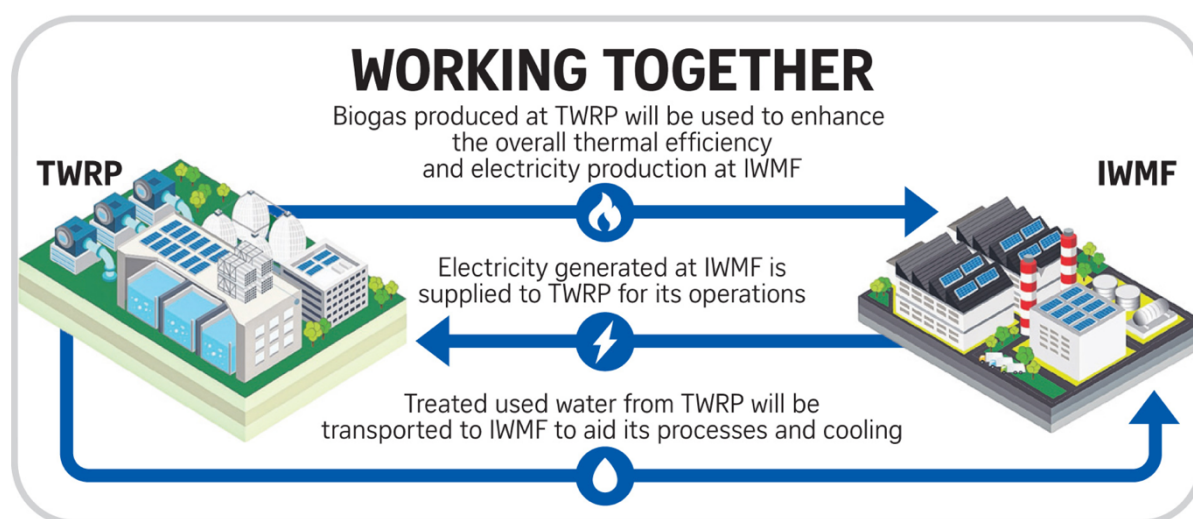 WORKING TOGETHER
Biogas produced at TWRP will be used to enhance
the overall thermal efficiency
and electricity production at IWMF
TWRP
IWMF
Electricity generated at IWMF is
supplied to TWRP for its operations
Treated used water from TWRP will be
transported to IWMF to aid its processes and cooling